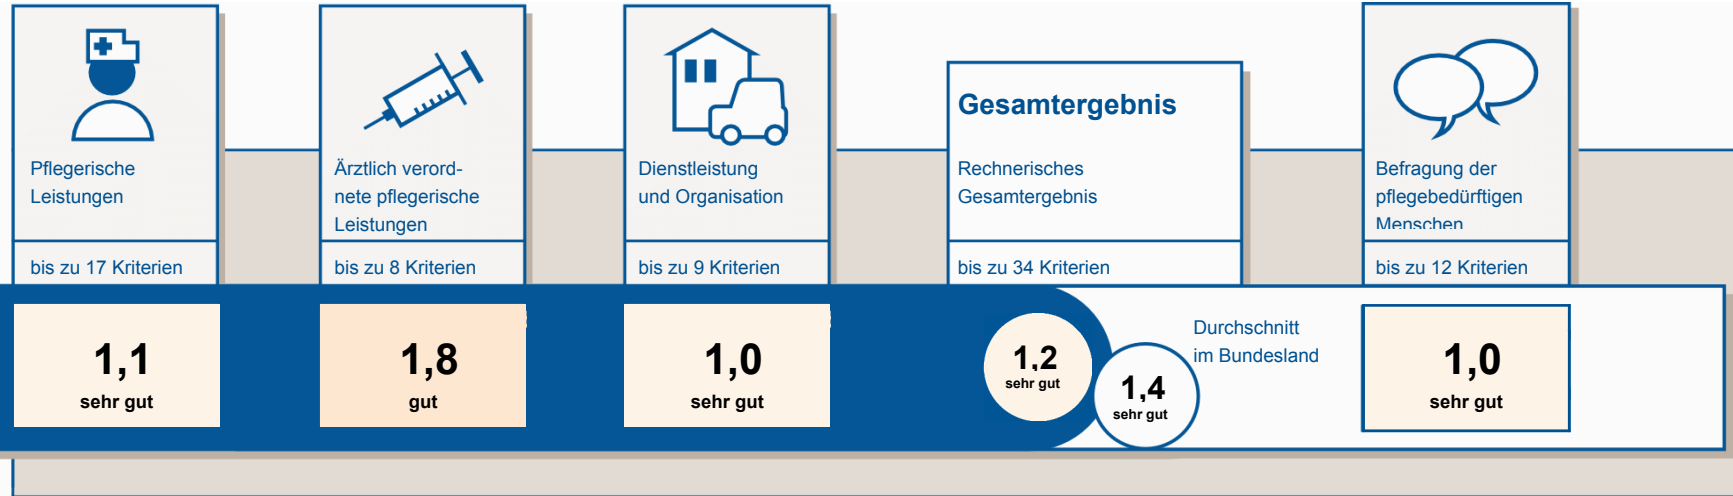 Pflegerische
Leistungen
bis zu 17 Kriterien
1,1
sehr gut
Ärztlich verord-
nete pflegerische
Leistungen
bis zu 8 Kriterien
1,8
gut
Dienstleistung
und Organisation
bis zu 9 Kriterien
1,0
sehr gut
Gesamtergebnis
Rechnerisches
Gesamtergebnis
bis zu 34 Kriterien
1,2
sehr gut
1,4
sehr gut
Durchschnitt
im Bundesland
Befragung der
pflegebedürftigen
Menschen
bis zu 12 Kriterien
1,0
sehr gut